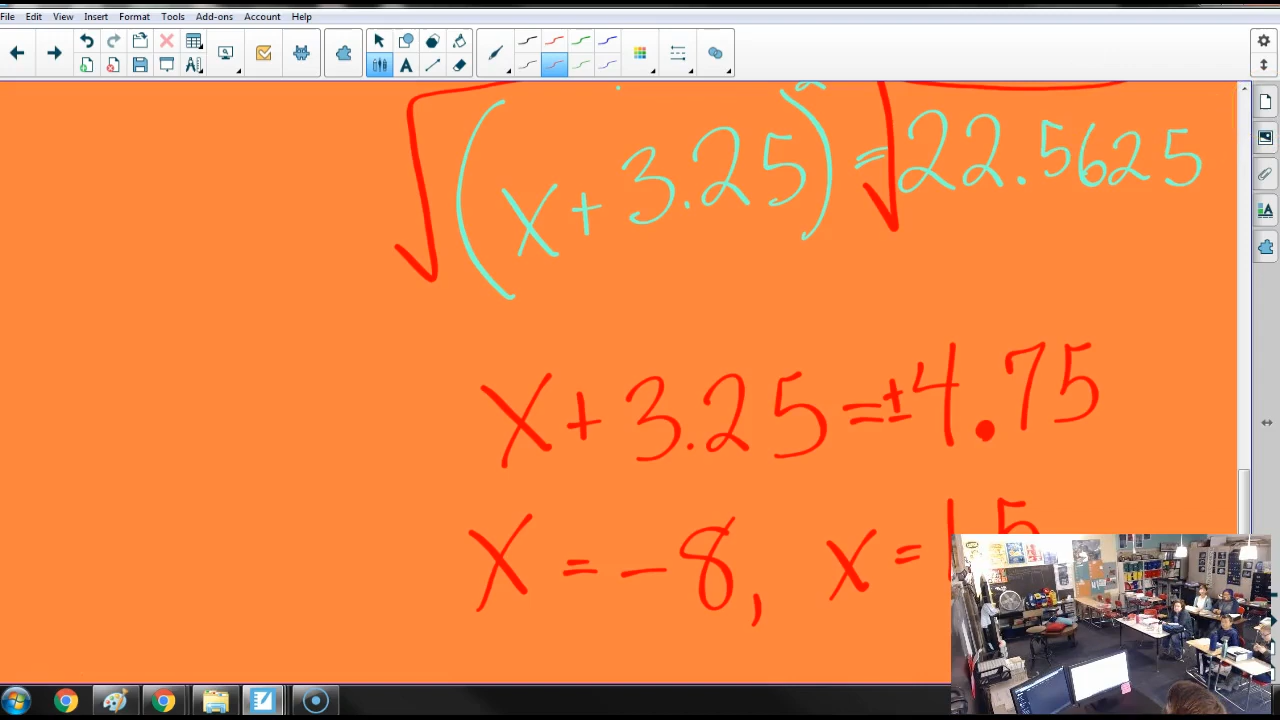 File Edit View Insert Format Tools Add-ons Account Help
√(x + 3.25)² = √22.5625
x + 3.25 = ±4.75
x = -8, x = 1.5